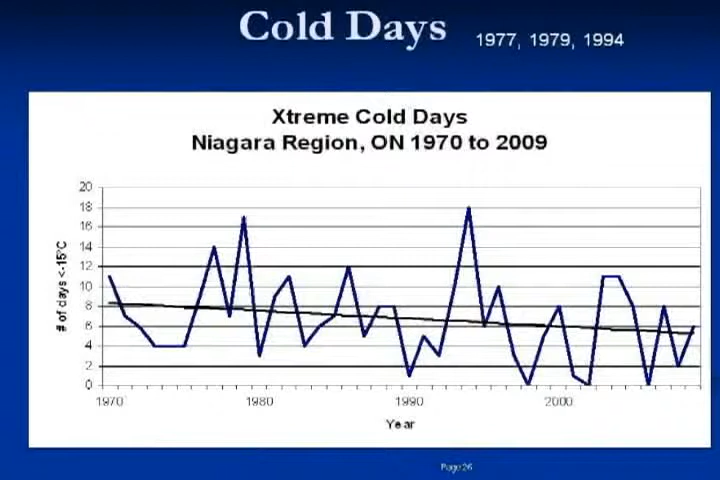 Cold Days 1977, 1979, 1994
Xtreme Cold Days
Niagara Region, ON 1970 to 2009
20
18
16
14
12
10
8
6
4
2
0
# of days <-15°C
1970 1980 1990 2000
Year
Page 26